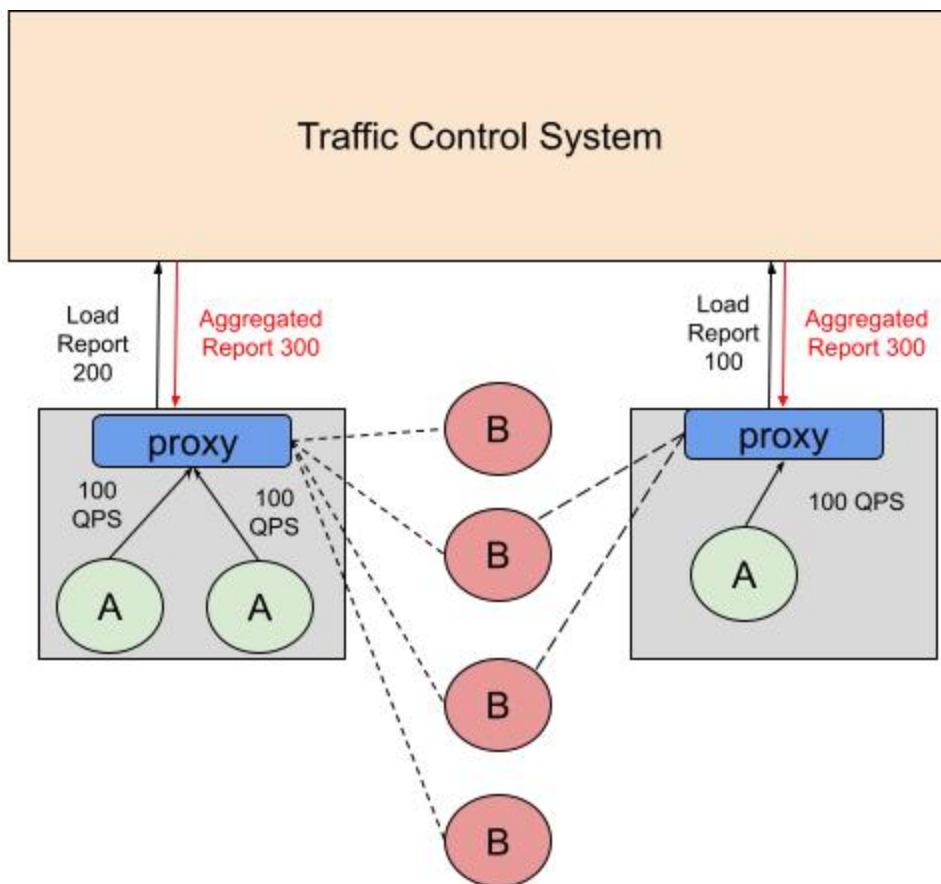 Traffic Control System
Load
Report
200
Aggregated
Report 300
Load
Report
100
Aggregated
Report 300
proxy
100
QPS
100
QPS
A
A
B
B
B
B
proxy
100 QPS
A